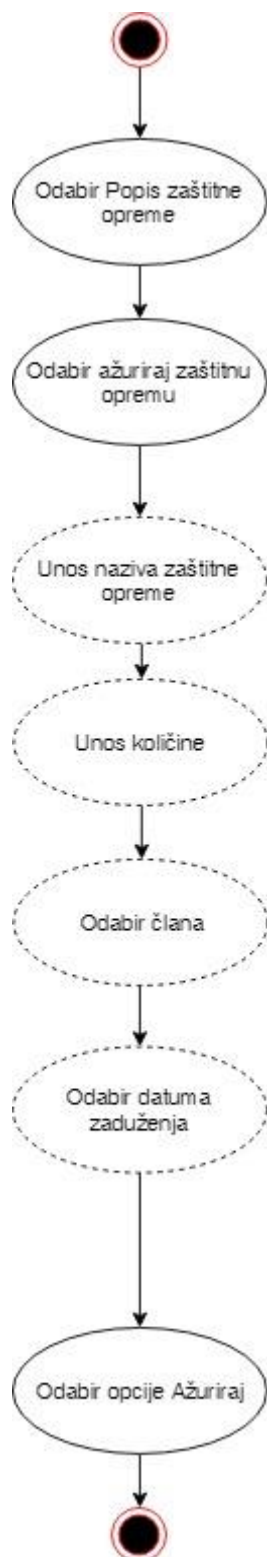 Odabir Popis zaštitne
opreme
Odabir ažuriraj zaštitnu
opremu
Unos naziva zaštitne
opreme
Unos količine
Odabir člana
Odabir datuma
zaduženja
Odabir opcije Ažuriraj